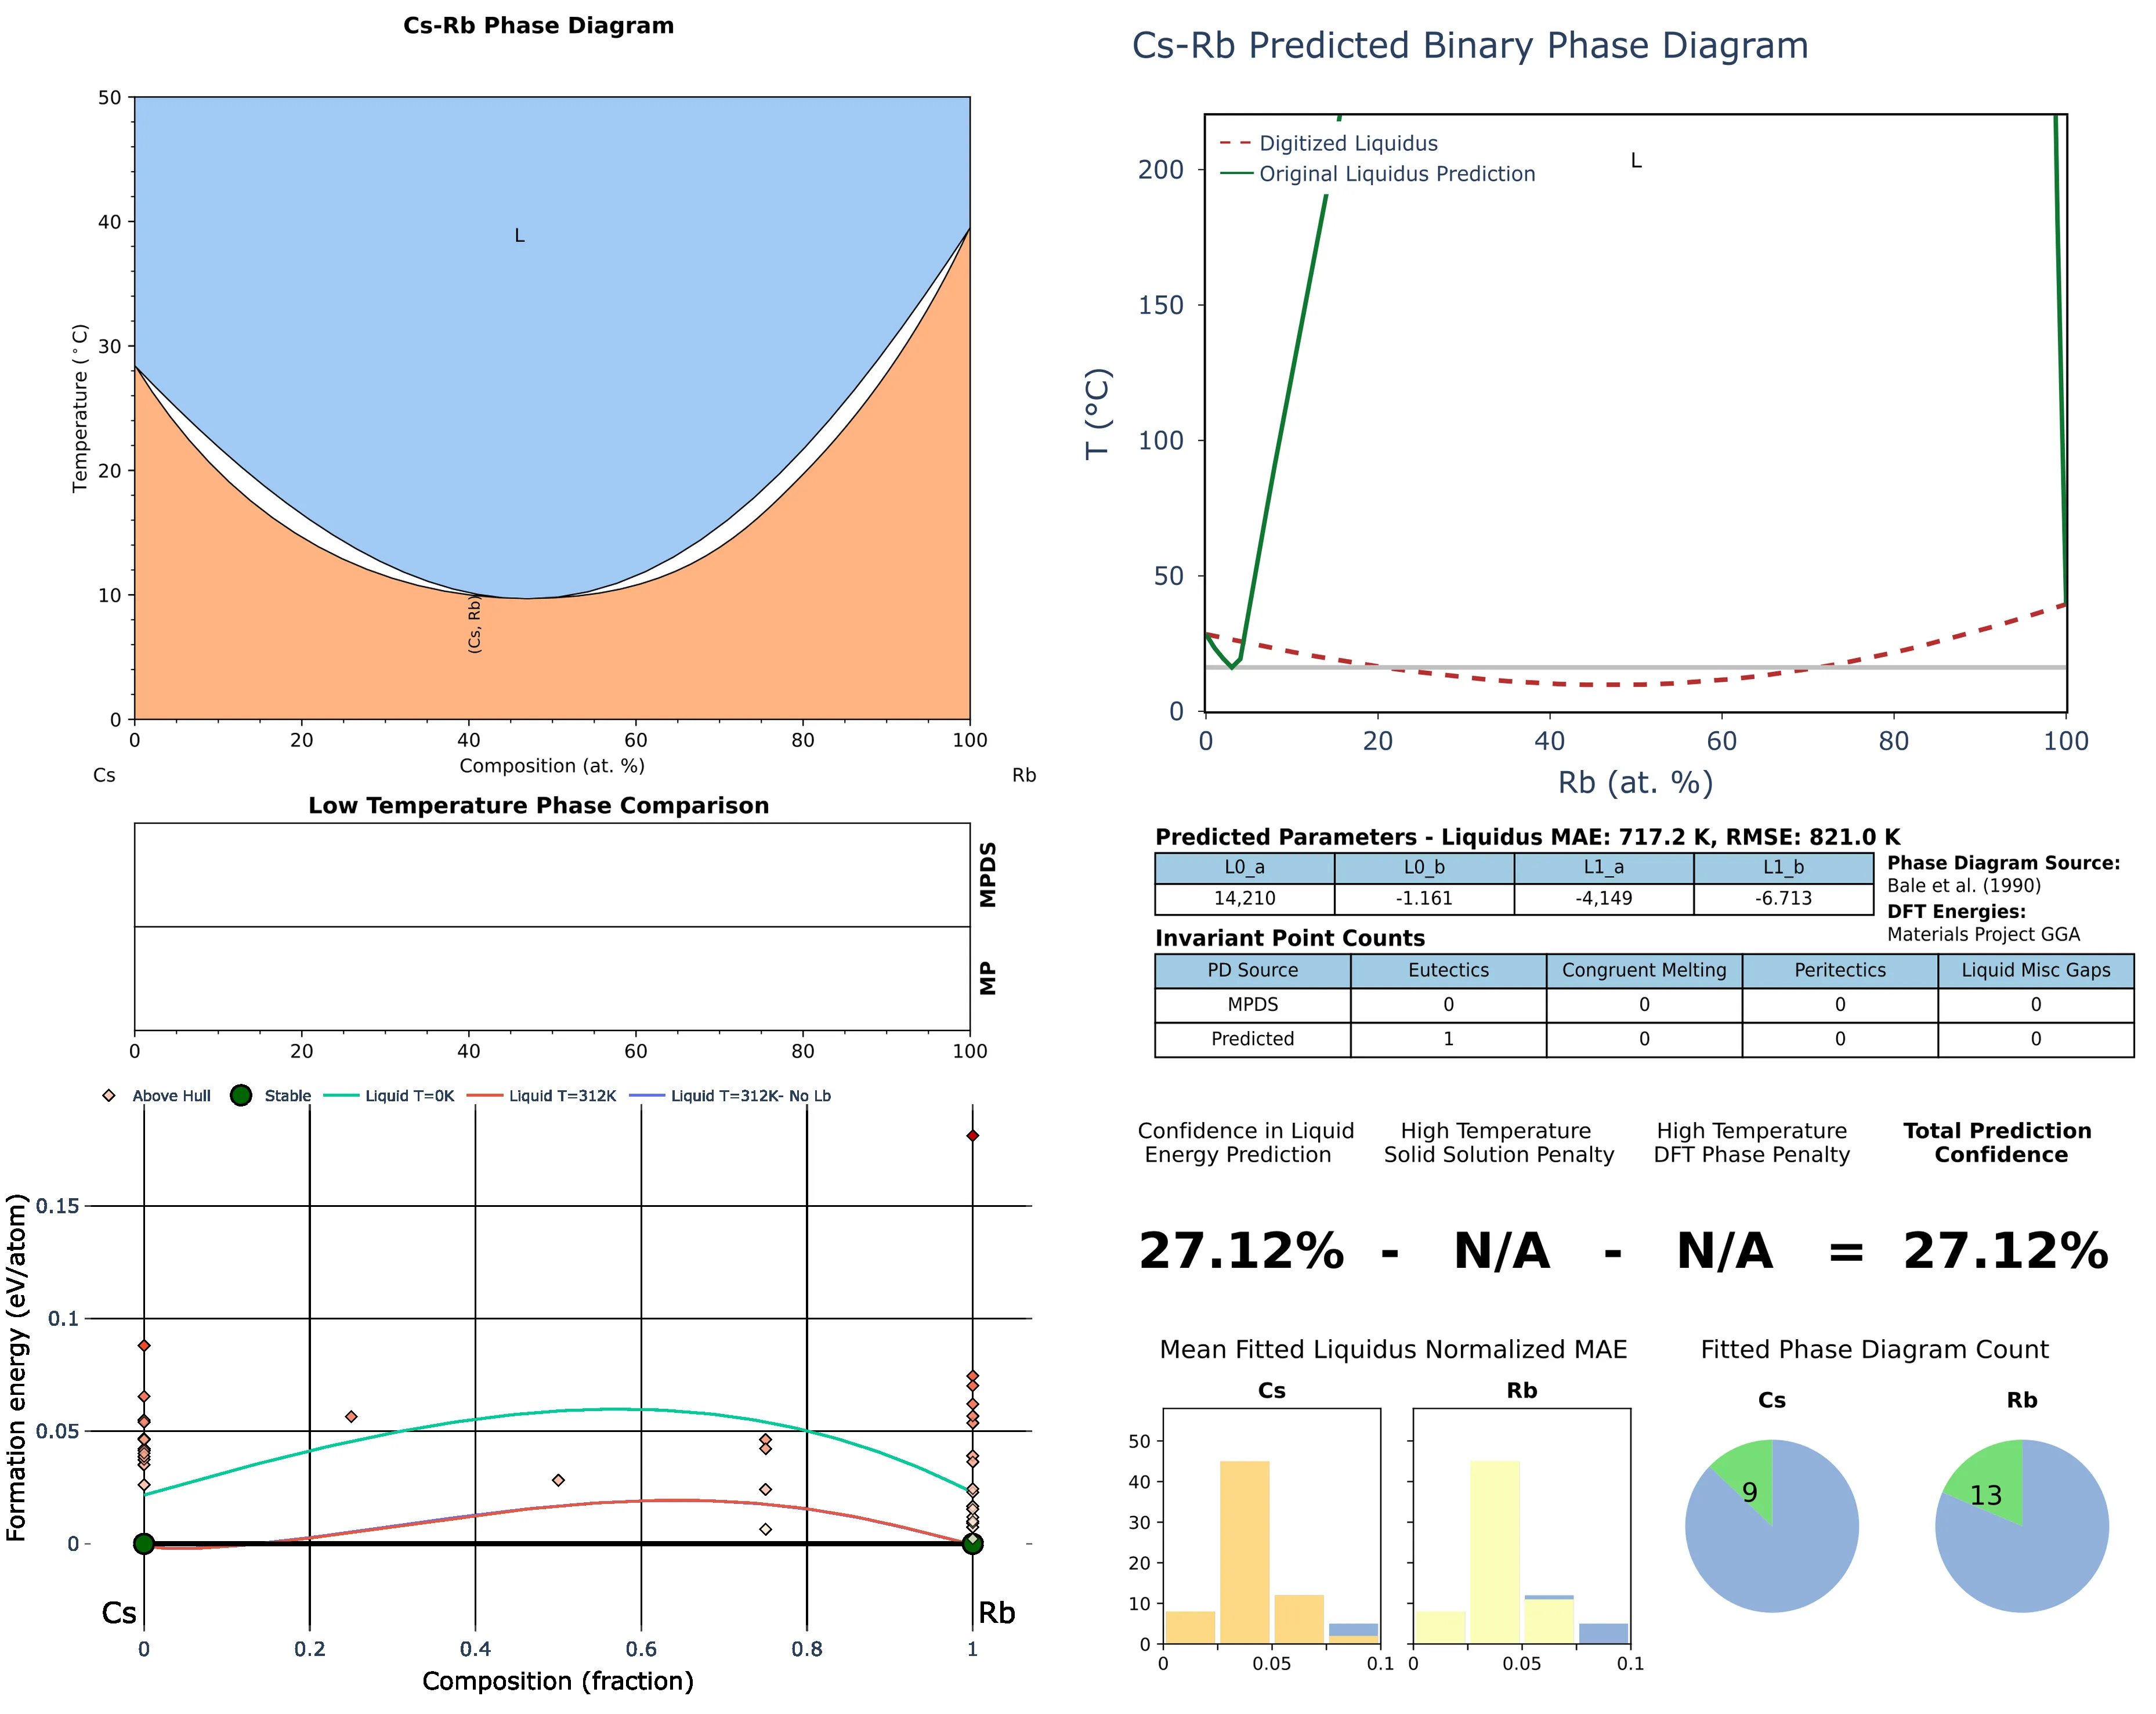 Cs-Rb Phase Diagram
50
40
30
20
10
0
Temperature (°C)
L
(Cs, Rb)
0 20 40 60 80 100
Composition (at. %)
Cs Rb
Low Temperature Phase Comparison
MPDS
MP
0 20 40 60 80 100
Above Hull Stable Liquid T=0K Liquid T=312K Liquid T=312K- No Lb
Formation energy (eV/atom)
0.15
0.1
0.05
0
Cs Rb
0 0.2 0.4 0.6 0.8 1
Composition (fraction)
Cs-Rb Predicted Binary Phase Diagram
Digitized Liquidus
Original Liquidus Prediction
L
T (°C)
200
150
100
50
0
0 20 40 60 80 100
Rb (at. %)
Predicted Parameters - Liquidus MAE: 717.2 K, RMSE: 821.0 K
L0_a L0_b L1_a L1_b
14,210 -1.161 -4,149 -6.713
Phase Diagram Source:
Bale et al. (1990)
DFT Energies:
Materials Project GGA
Invariant Point Counts
PD Source Eutectics Congruent Melting Peritectics Liquid Misc Gaps
MPDS 0 0 0 0
Predicted 1 0 0 0
Confidence in Liquid
Energy Prediction
High Temperature
Solid Solution Penalty
High Temperature
DFT Phase Penalty
Total Prediction
Confidence
27.12% - N/A - N/A = 27.12%
Mean Fitted Liquidus Normalized MAE
Cs Rb
50
40
30
20
10
0
0 0.05 0.1 0 0.05 0.1
Fitted Phase Diagram Count
Cs Rb
9 13